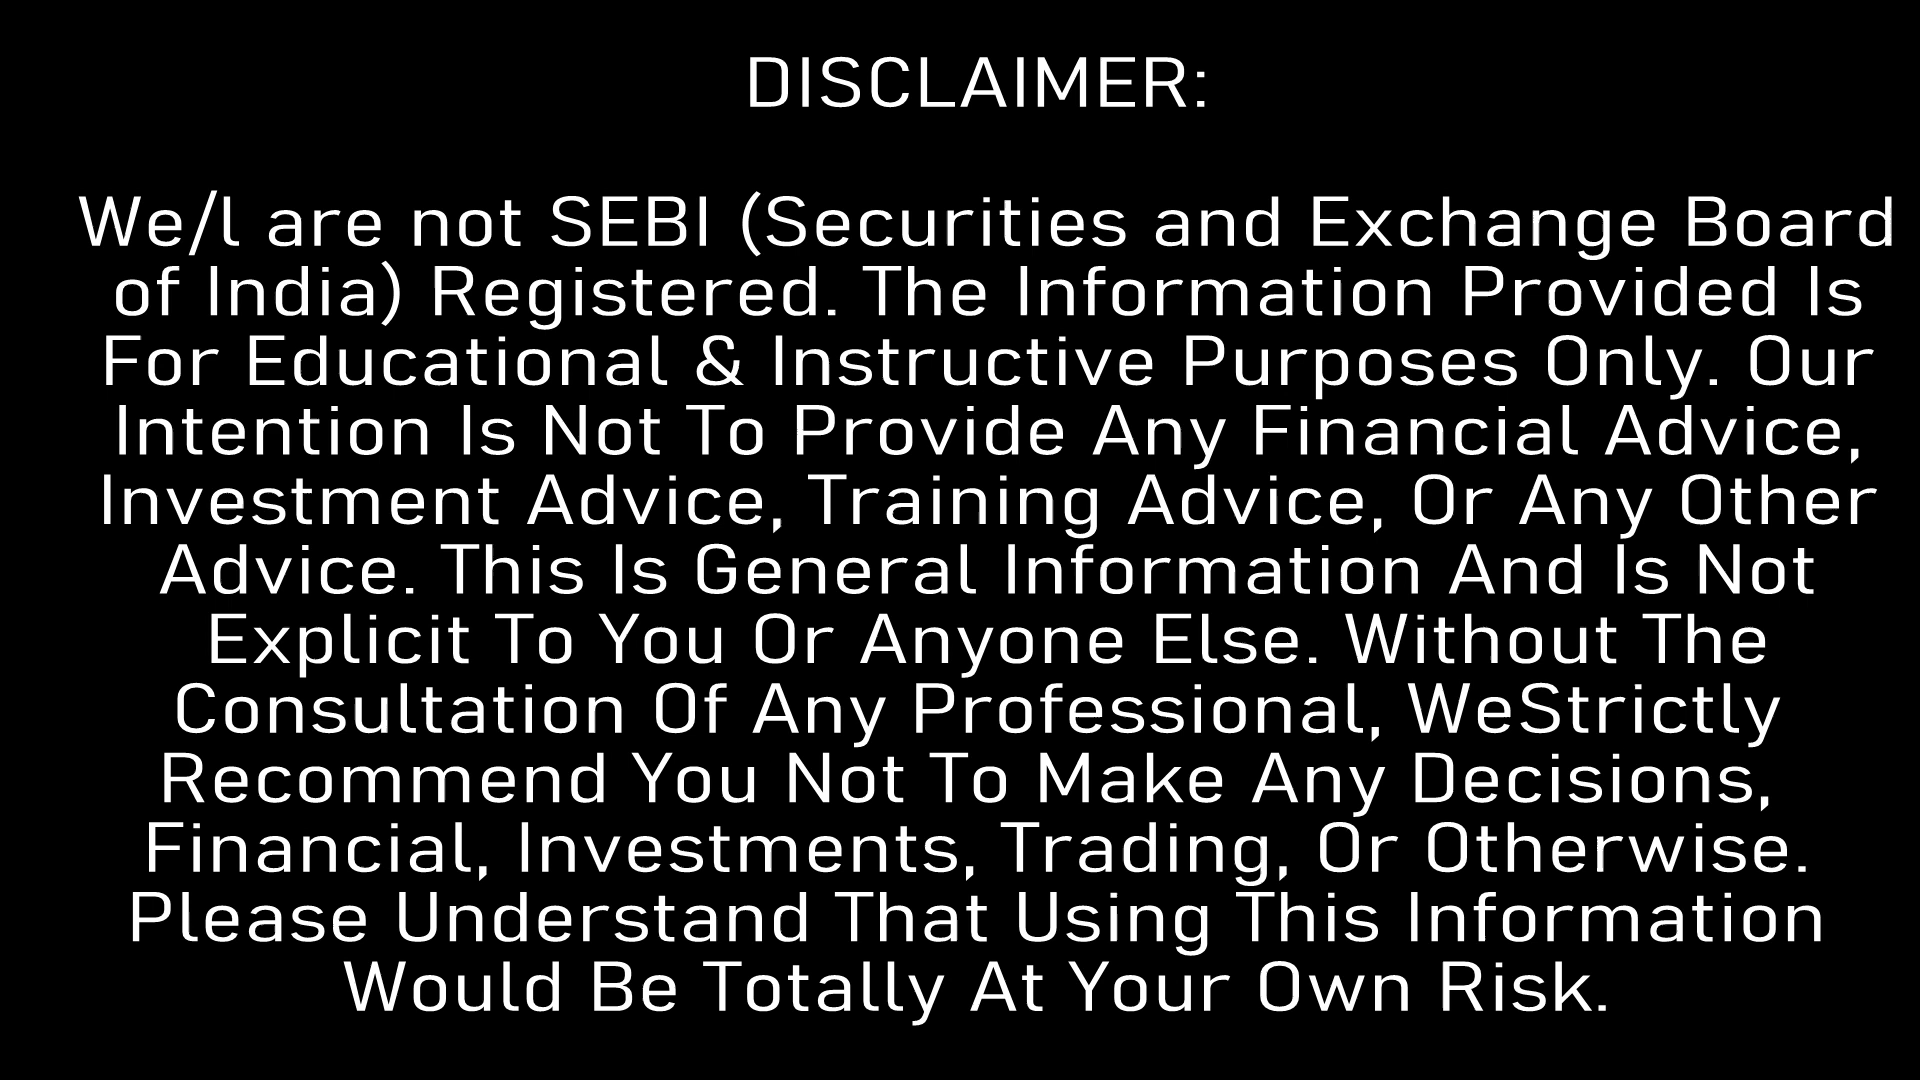 DISCLAIMER:
We/l are not SEBI (Securities and Exchange Board
of India) Registered. The Information Provided Is
For Educational & Instructive Purposes Only. Our
Intention Is Not To Provide Any Financial Advice,
Investment Advice, Training Advice, Or Any Other
Advice. This Is General Information And Is Not
Explicit To You Or Anyone Else. Without The
Consultation Of Any Professional, WeStrictly
Recommend You Not To Make Any Decisions,
Financial, Investments, Trading, Or Otherwise.
Please Understand That Using This Information
Would Be Totally At Your Own Risk.